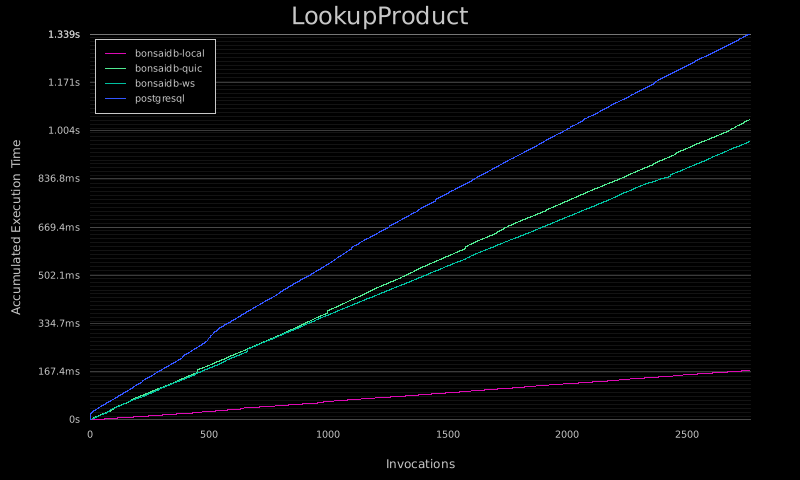 LookupProduct
1.339s
bonsaidb-local
bonsaidb-quic
bonsaidb-ws
postgresql
1.171s
1.004s
836.8ms
669.4ms
502.1ms
334.7ms
167.4ms
0s
Accumulated Execution Time
0 500 1000 1500 2000 2500
Invocations